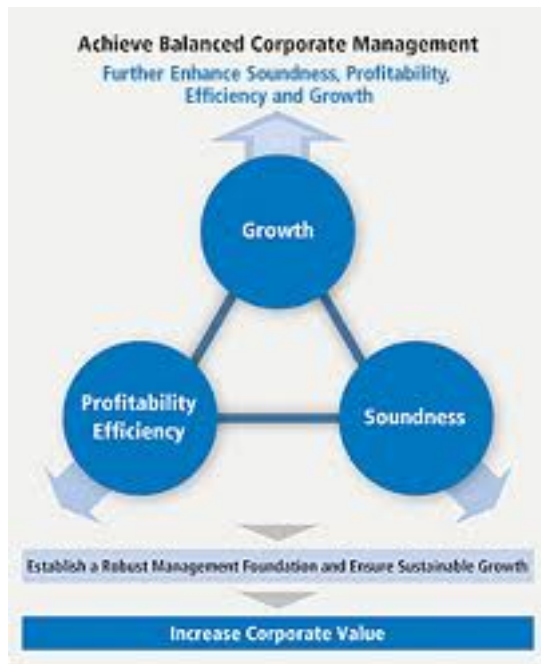 Achieve Balanced Corporate Management
Further Enhance Soundness, Profitability,
Efficiency and Growth
Growth
Profitability
Efficiency
Soundness
Establish a Robust Management Foundation and Ensure Sustainable Growth
Increase Corporate Value